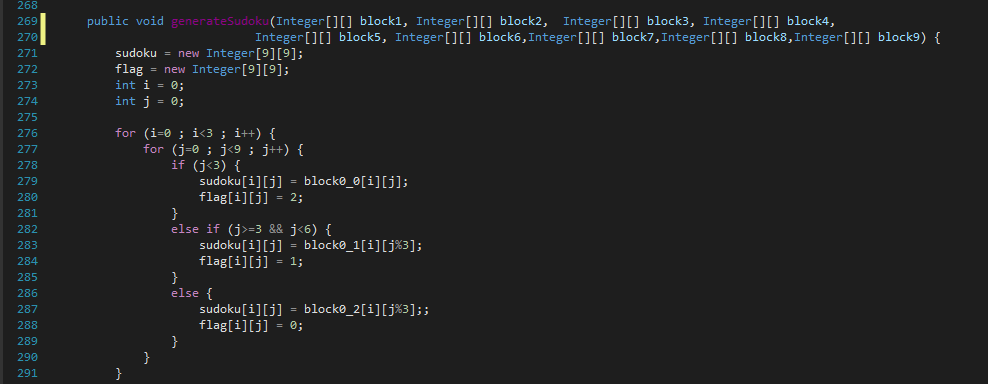 268
269 public void generateSudoku(Integer[][] block1, Integer[][] block2,  Integer[][] block3, Integer[][] block4,
270 Integer[][] block5, Integer[][] block6,Integer[][] block7,Integer[][] block8,Integer[][] block9) {
271 sudoku = new Integer[9][9];
272 flag = new Integer[9][9];
273 int i = 0;
274 int j = 0;
275
276 for (i=0 ; i<3 ; i++) {
277 for (j=0 ; j<9 ; j++) {
278 if (j<3) {
279 sudoku[i][j] = block0_0[i][j];
280 flag[i][j] = 2;
281 }
282 else if (j>=3 && j<6) {
283 sudoku[i][j] = block0_1[i][j%3];
284 flag[i][j] = 1;
285 }
286 else {
287 sudoku[i][j] = block0_2[i][j%3];;
288 flag[i][j] = 0;
289 }
290 }
291 }